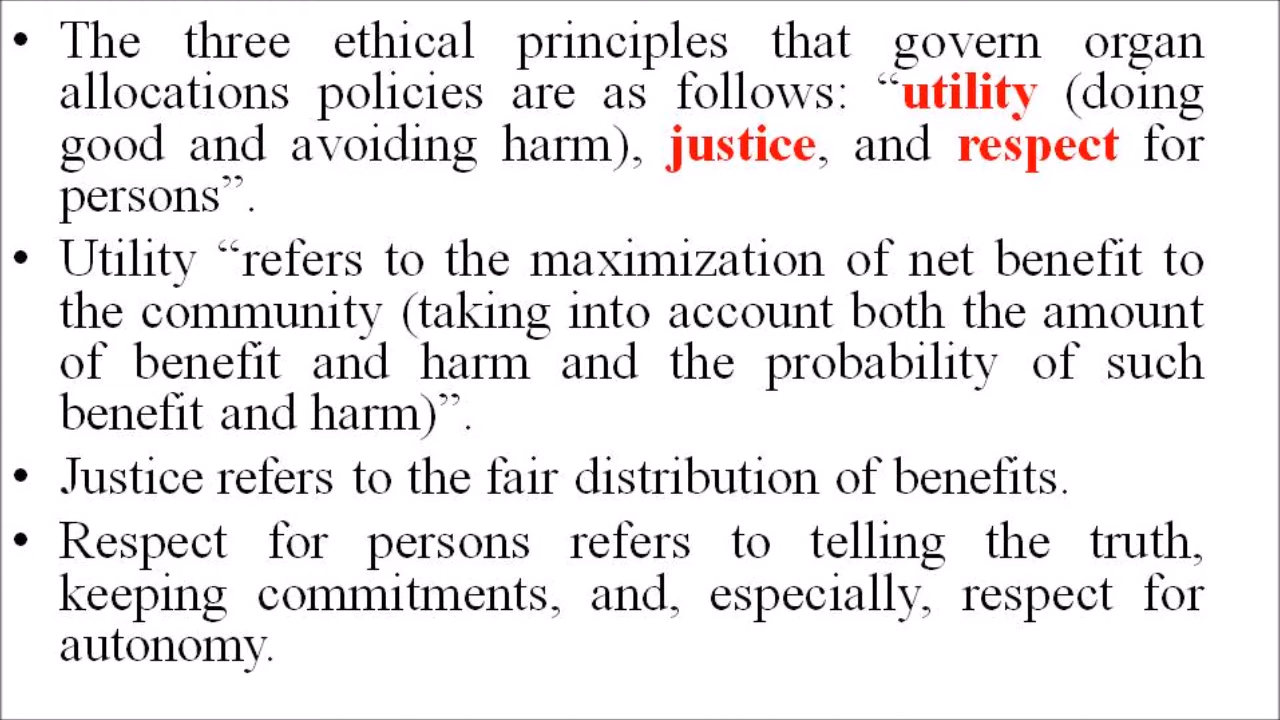 • The three ethical principles that govern organ
allocations policies are as follows: “utility (doing
good and avoiding harm), justice, and respect for
persons”.
• Utility “refers to the maximization of net benefit to
the community (taking into account both the amount
of benefit and harm and the probability of such
benefit and harm)”.
• Justice refers to the fair distribution of benefits.
• Respect for persons refers to telling the truth,
keeping commitments, and, especially, respect for
autonomy.